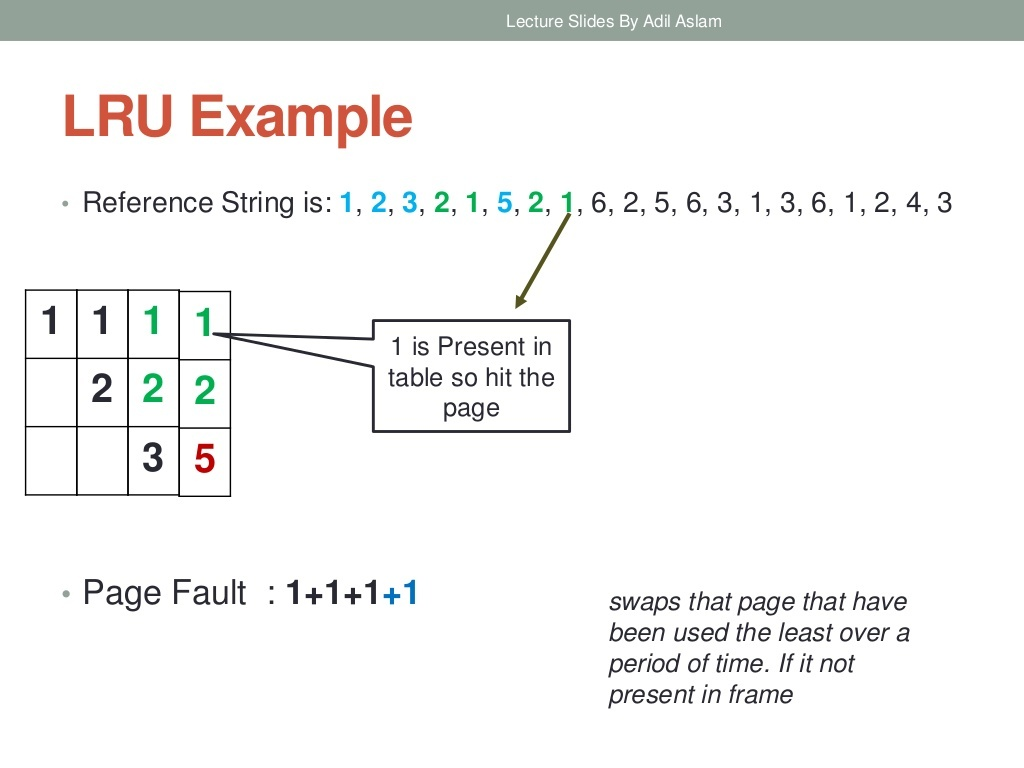 Lecture Slides By Adil Aslam
LRU Example
• Reference String is: 1, 2, 3, 2, 1, 5, 2, 1, 6, 2, 5, 6, 3, 1, 3, 6, 1, 2, 4, 3
1 1 1 1
2 2 2
3 5
1 is Present in
table so hit the
page
• Page Fault : 1+1+1+1
swaps that page that have
been used the least over a
period of time. If it not
present in frame